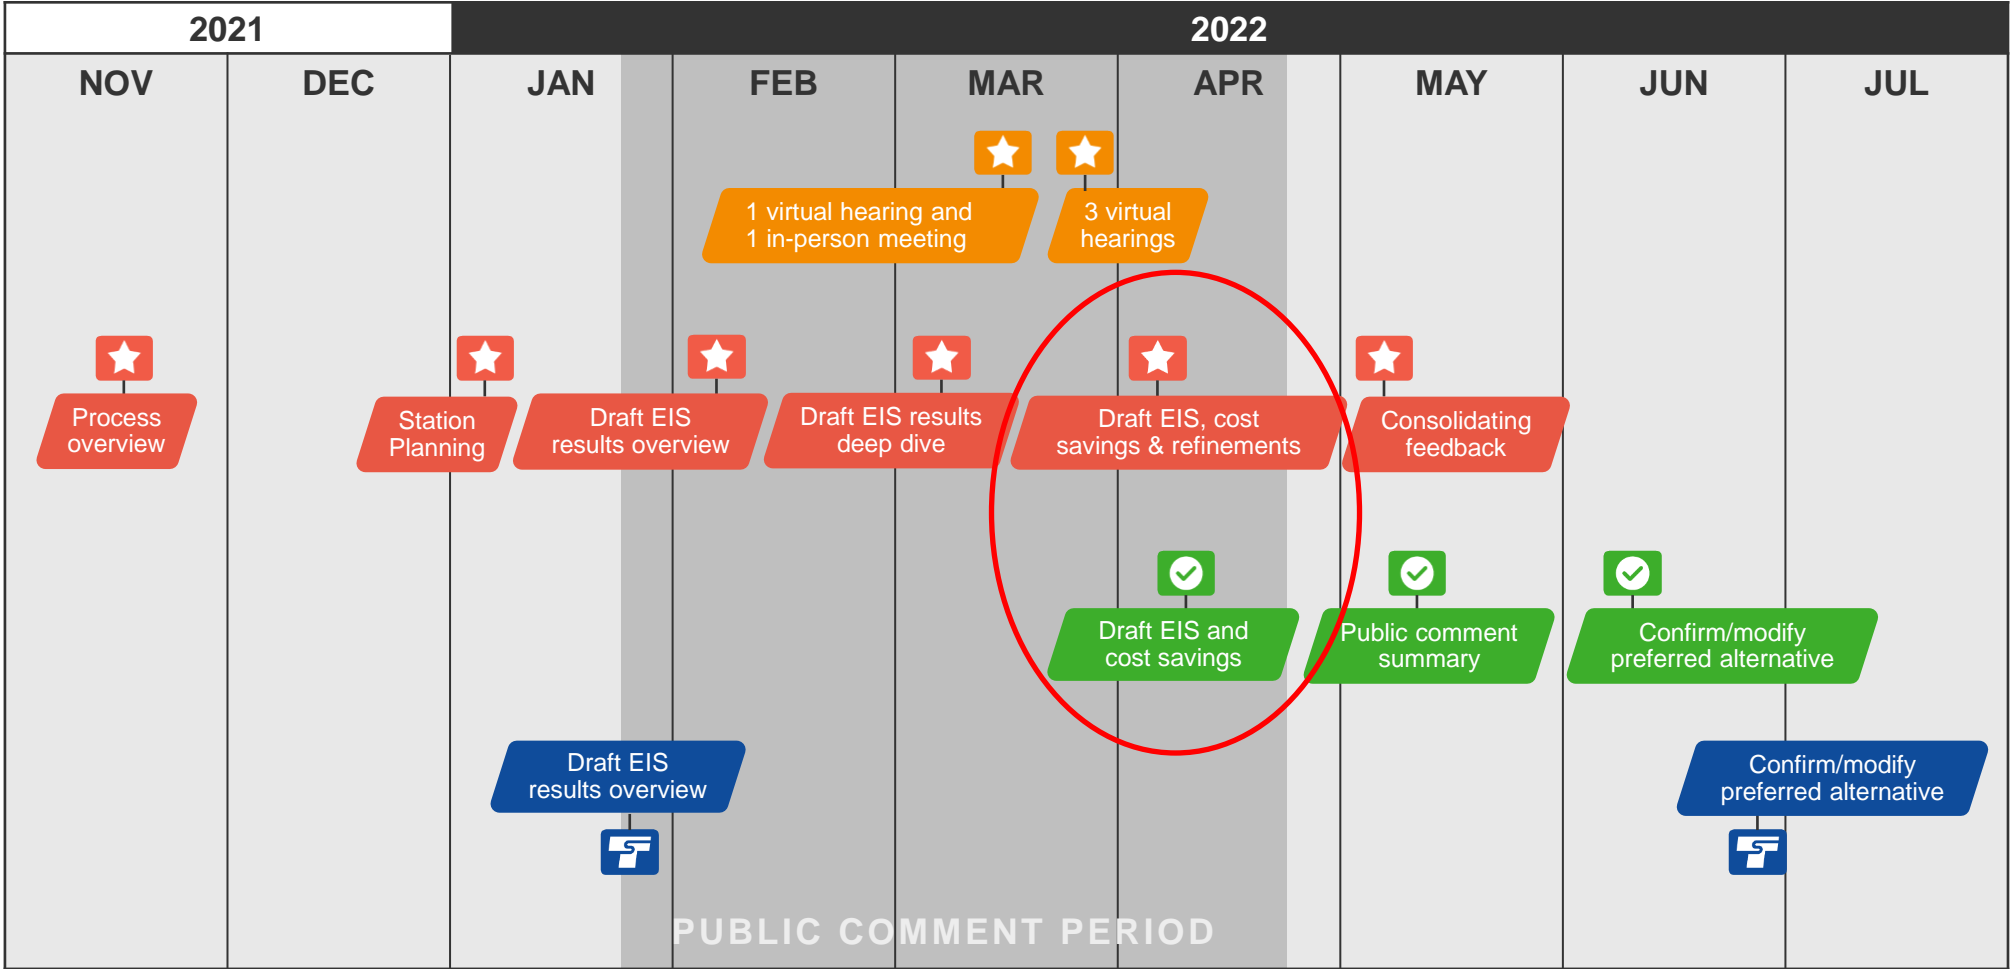 2021
2022
NOV
DEC
JAN
FEB
MAR
APR
MAY
JUN
JUL
1 virtual hearing and
1 in-person meeting
3 virtual
hearings
Process
overview
Station
Planning
Draft EIS
results overview
Draft EIS results
deep dive
Draft EIS, cost
savings & refinements
Consolidating
feedback
Draft EIS and
cost savings
Public comment
summary
Confirm/modify
preferred alternative
Draft EIS
results overview
Confirm/modify
preferred alternative
PUBLIC COMMENT PERIOD